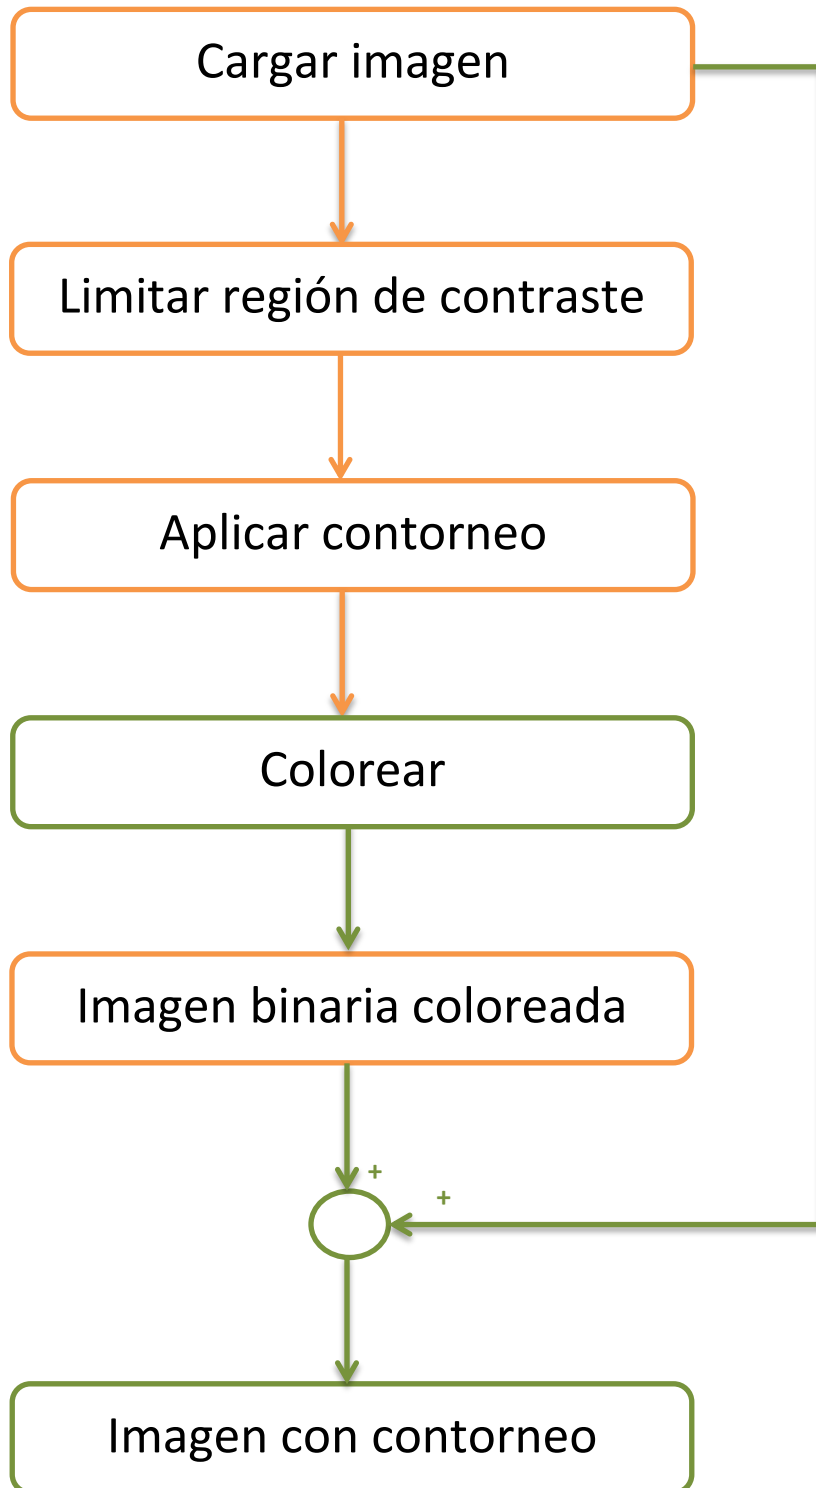 Cargar imagen
Limitar región de contraste
Aplicar contorneo
Colorear
Imagen binaria coloreada
+
+
Imagen con contorneo